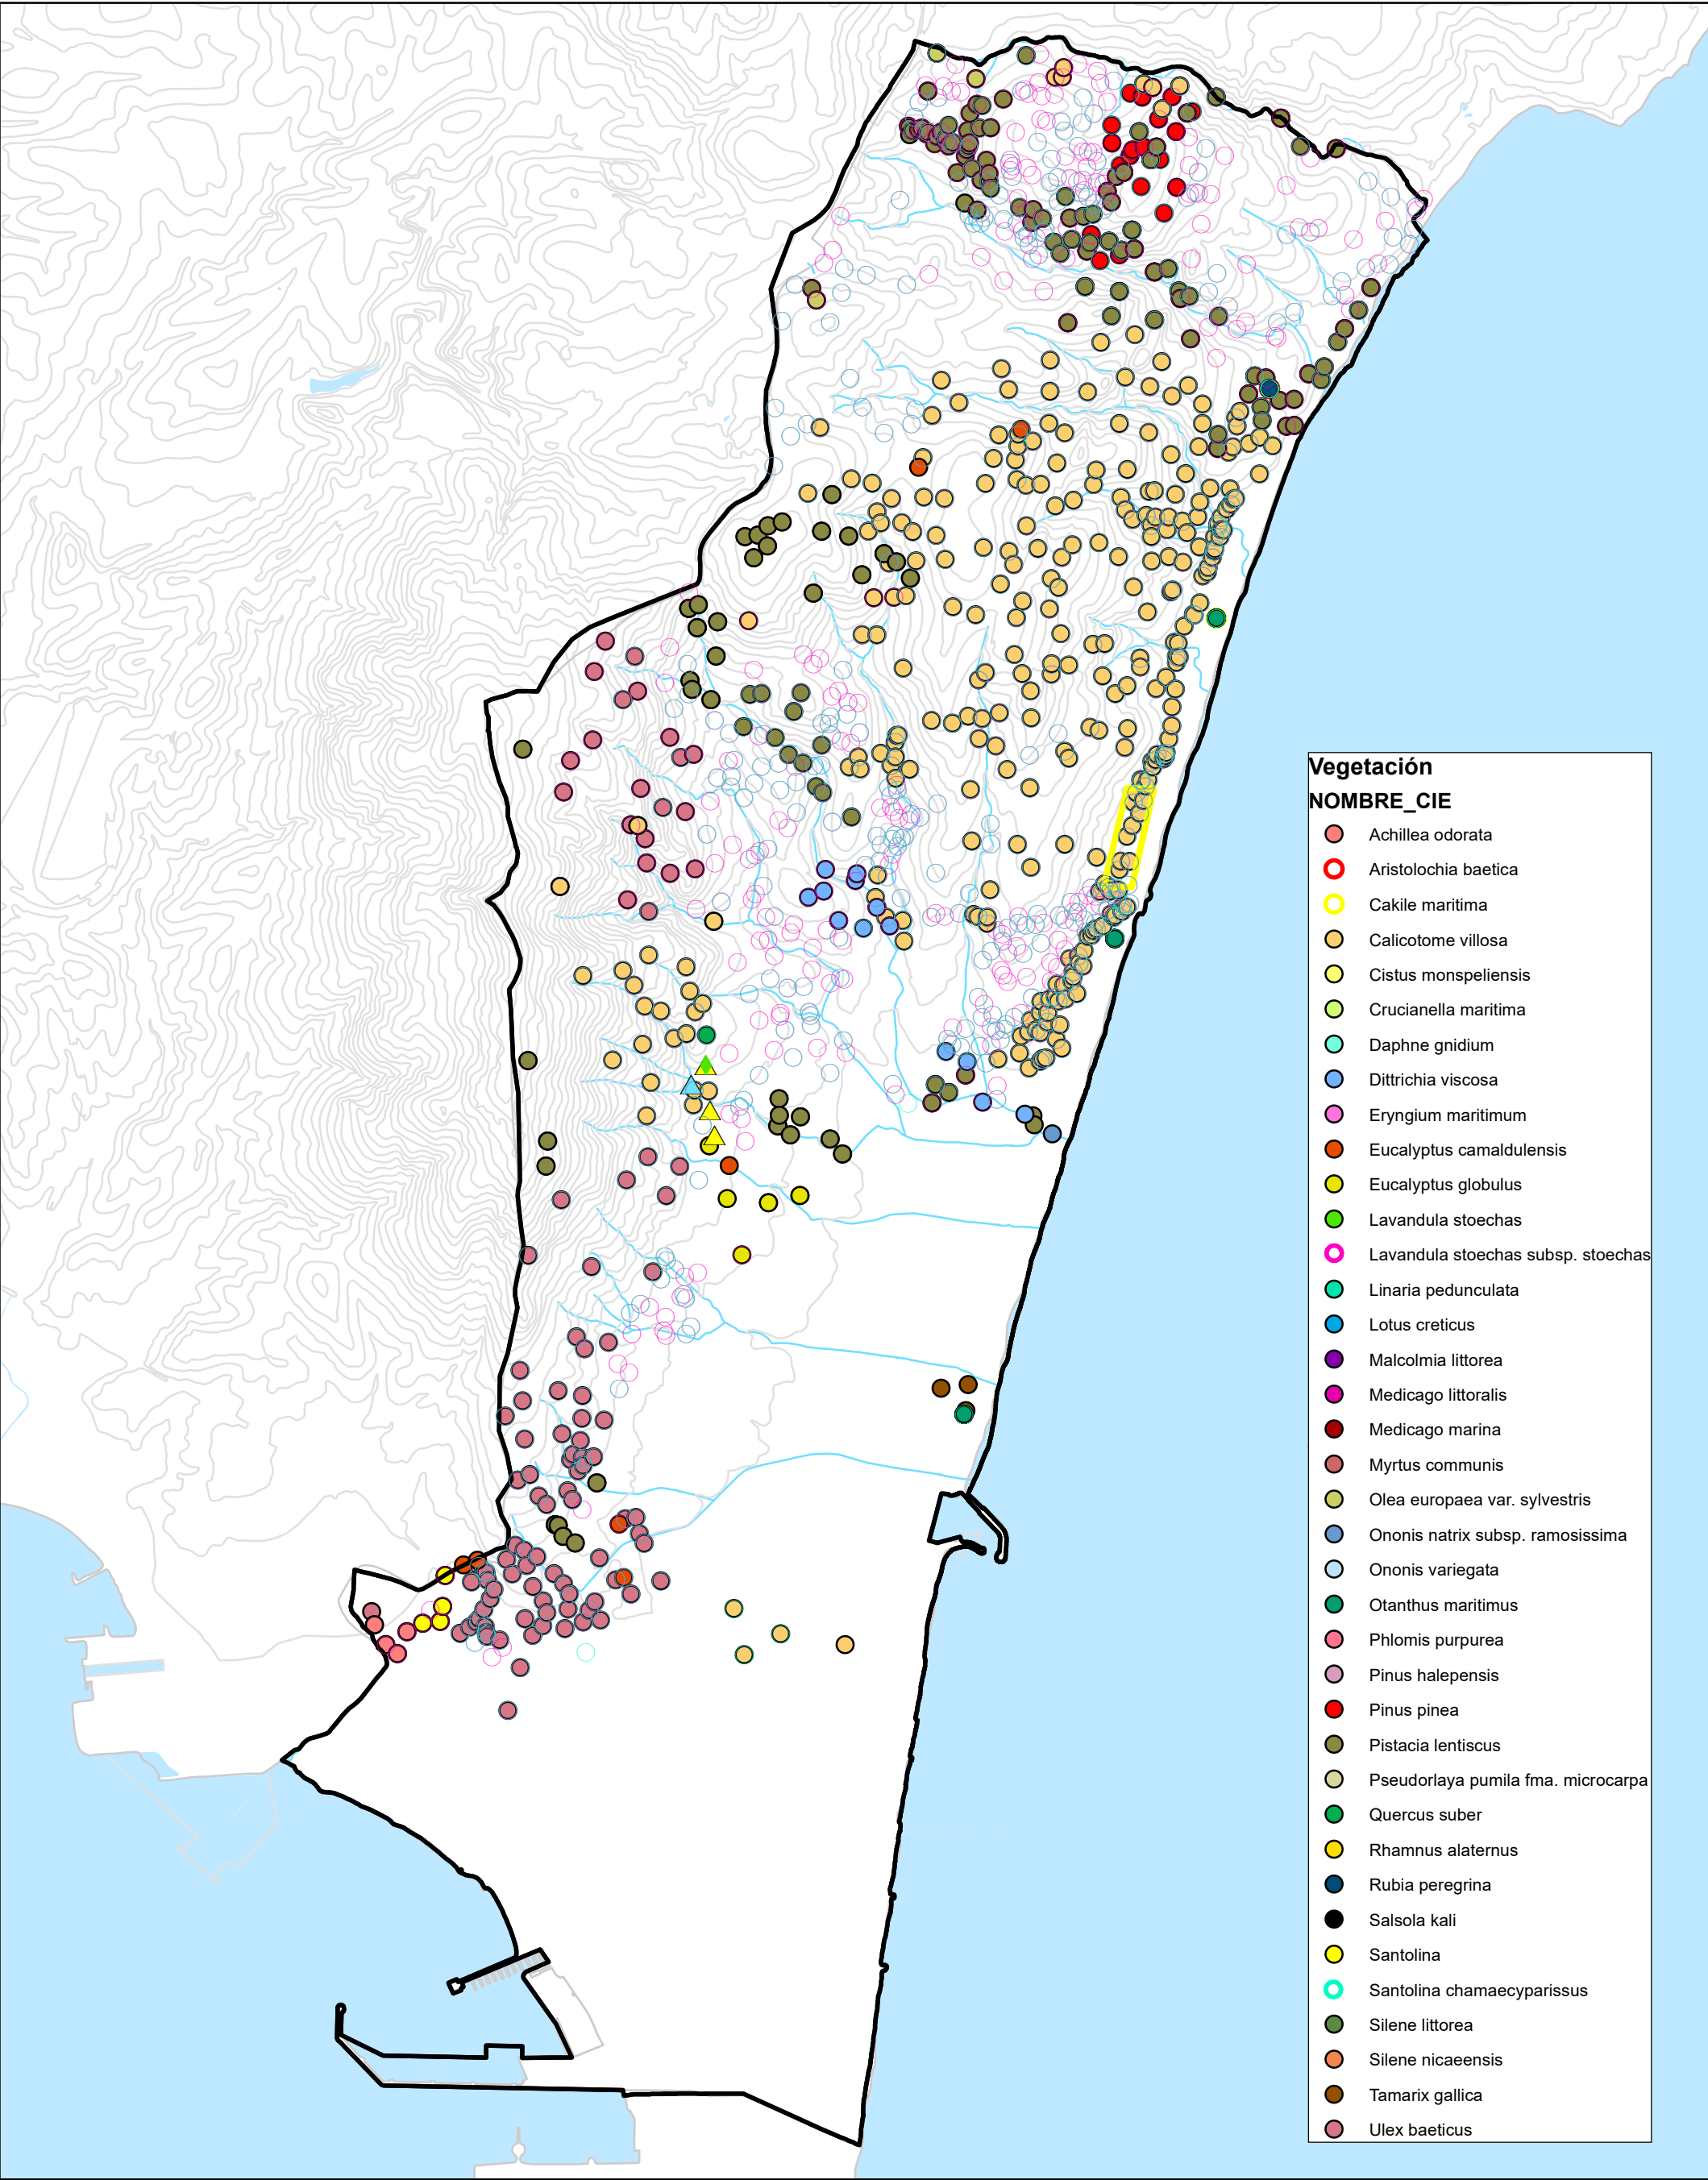 Vegetación
NOMBRE_CIE
Achillea odorata
Aristolochia baetica
Cakile maritima
Calicotome villosa
Cistus monspeliensis
Crucianella maritima
Daphne gnidium
Dittrichia viscosa
Eryngium maritimum
Eucalyptus camaldulensis
Eucalyptus globulus
Lavandula stoechas
Lavandula stoechas subsp. stoechas
Linaria pedunculata
Lotus creticus
Malcolmia littorea
Medicago littoralis
Medicago marina
Myrtus communis
Olea europaea var. sylvestris
Ononis natrix subsp. ramosissima
Ononis variegata
Otanthus maritimus
Phlomis purpurea
Pinus halepensis
Pinus pinea
Pistacia lentiscus
Pseudorlaya pumila fma. microcarpa
Quercus suber
Rhamnus alaternus
Rubia peregrina
Salsola kali
Santolina
Santolina chamaecyparissus
Silene littorea
Silene nicaeensis
Tamarix gallica
Ulex baeticus